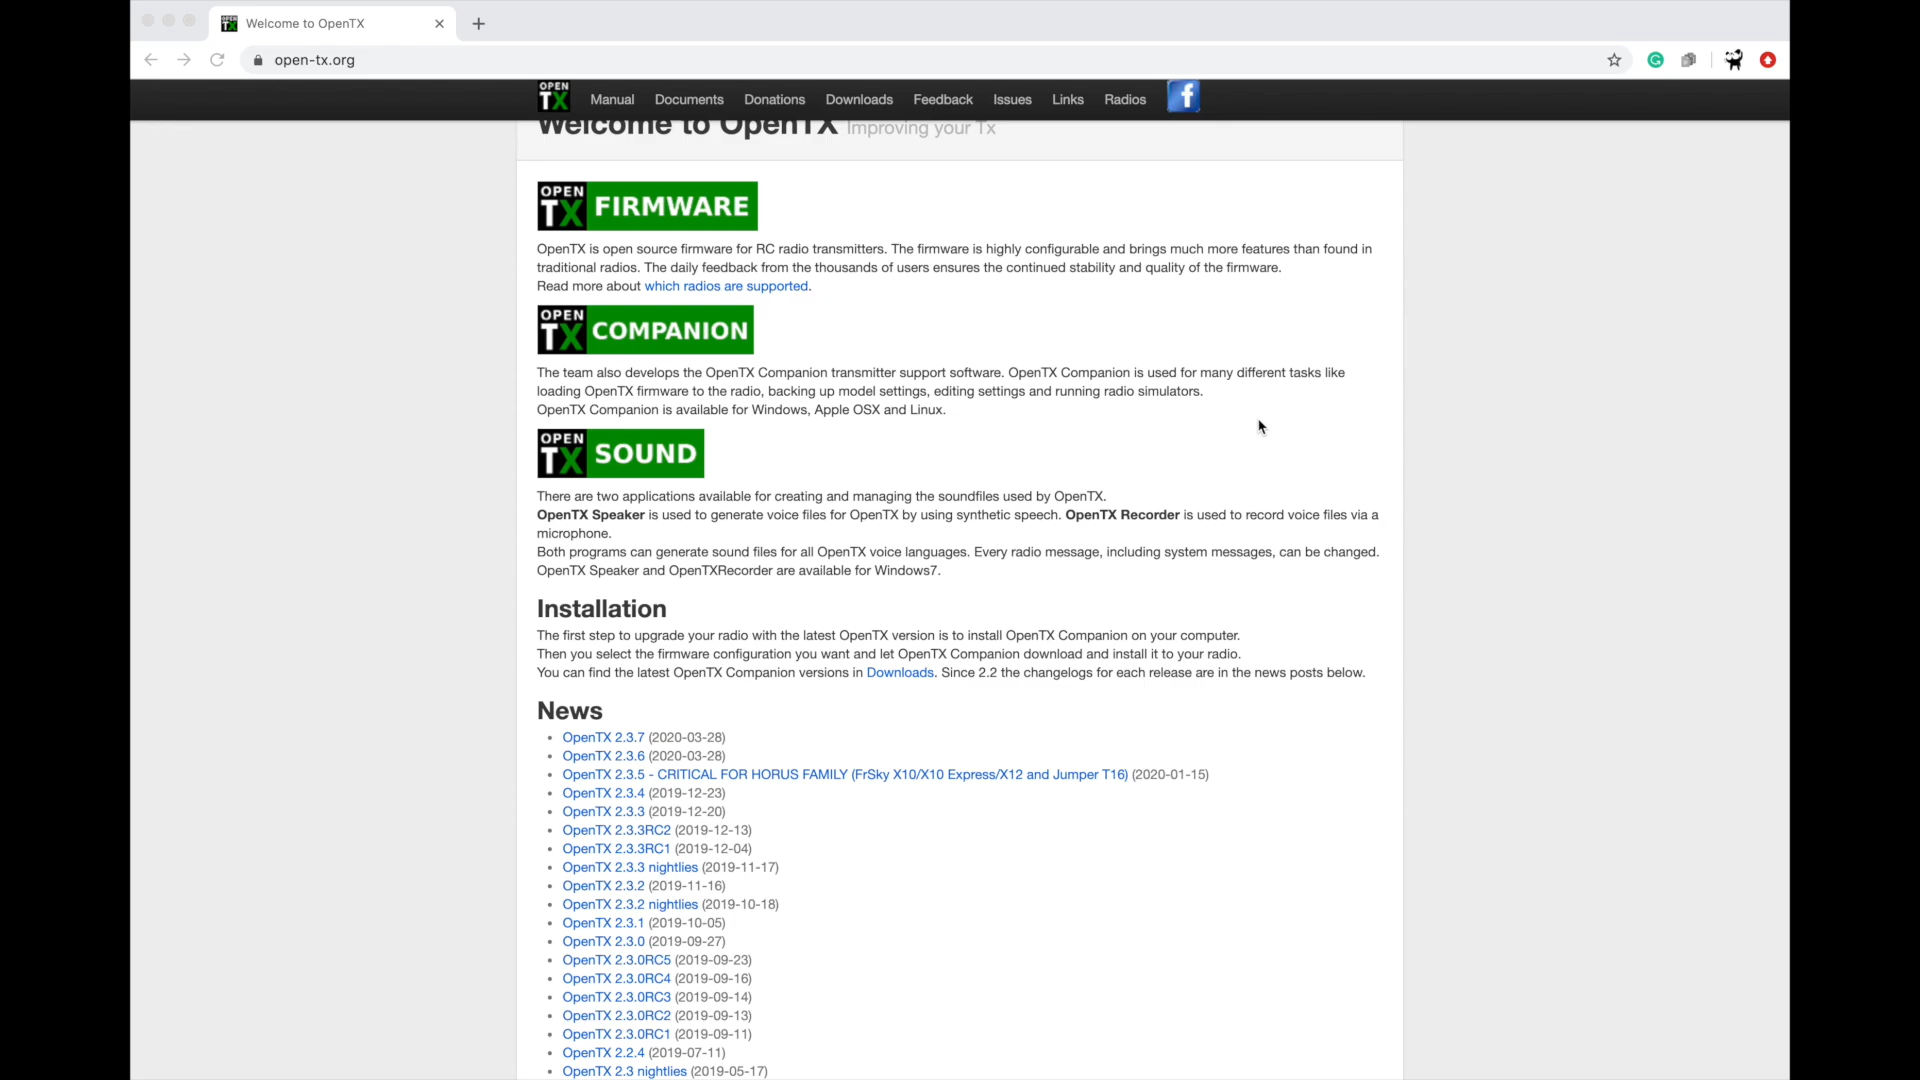 OPEN TX Welcome to OpenTX
open-tx.org
OPEN TX Manual Documents Donations Downloads Feedback Issues Links Radios f
Welcome to OpenTX Improving your Tx
OPEN TX FIRMWARE
OpenTX is open source firmware for RC radio transmitters. The firmware is highly configurable and brings much more features than found in
traditional radios. The daily feedback from the thousands of users ensures the continued stability and quality of the firmware.
Read more about which radios are supported.
OPEN TX COMPANION
The team also develops the OpenTX Companion transmitter support software. OpenTX Companion is used for many different tasks like
loading OpenTX firmware to the radio, backing up model settings, editing settings and running radio simulators.
OpenTX Companion is available for Windows, Apple OSX and Linux.
OPEN TX SOUND
There are two applications available for creating and managing the soundfiles used by OpenTX.
OpenTX Speaker is used to generate voice files for OpenTX by using synthetic speech. OpenTX Recorder is used to record voice files via a
microphone.
Both programs can generate sound files for all OpenTX voice languages. Every radio message, including system messages, can be changed.
OpenTX Speaker and OpenTXRecorder are available for Windows7.
Installation
The first step to upgrade your radio with the latest OpenTX version is to install OpenTX Companion on your computer.
Then you select the firmware configuration you want and let OpenTX Companion download and install it to your radio.
You can find the latest OpenTX Companion versions in Downloads. Since 2.2 the changelogs for each release are in the news posts below.
News
• OpenTX 2.3.7 (2020-03-28)
• OpenTX 2.3.6 (2020-03-28)
• OpenTX 2.3.5 - CRITICAL FOR HORUS FAMILY (FrSky X10/X10 Express/X12 and Jumper T16) (2020-01-15)
• OpenTX 2.3.4 (2019-12-23)
• OpenTX 2.3.3 (2019-12-20)
• OpenTX 2.3.3RC2 (2019-12-13)
• OpenTX 2.3.3RC1 (2019-12-04)
• OpenTX 2.3.3 nightlies (2019-11-17)
• OpenTX 2.3.2 (2019-11-16)
• OpenTX 2.3.2 nightlies (2019-10-18)
• OpenTX 2.3.1 (2019-10-05)
• OpenTX 2.3.0 (2019-09-27)
• OpenTX 2.3.0RC5 (2019-09-23)
• OpenTX 2.3.0RC4 (2019-09-16)
• OpenTX 2.3.0RC3 (2019-09-14)
• OpenTX 2.3.0RC2 (2019-09-13)
• OpenTX 2.3.0RC1 (2019-09-11)
• OpenTX 2.2.4 (2019-07-11)
• OpenTX 2.3 nightlies (2019-05-17)